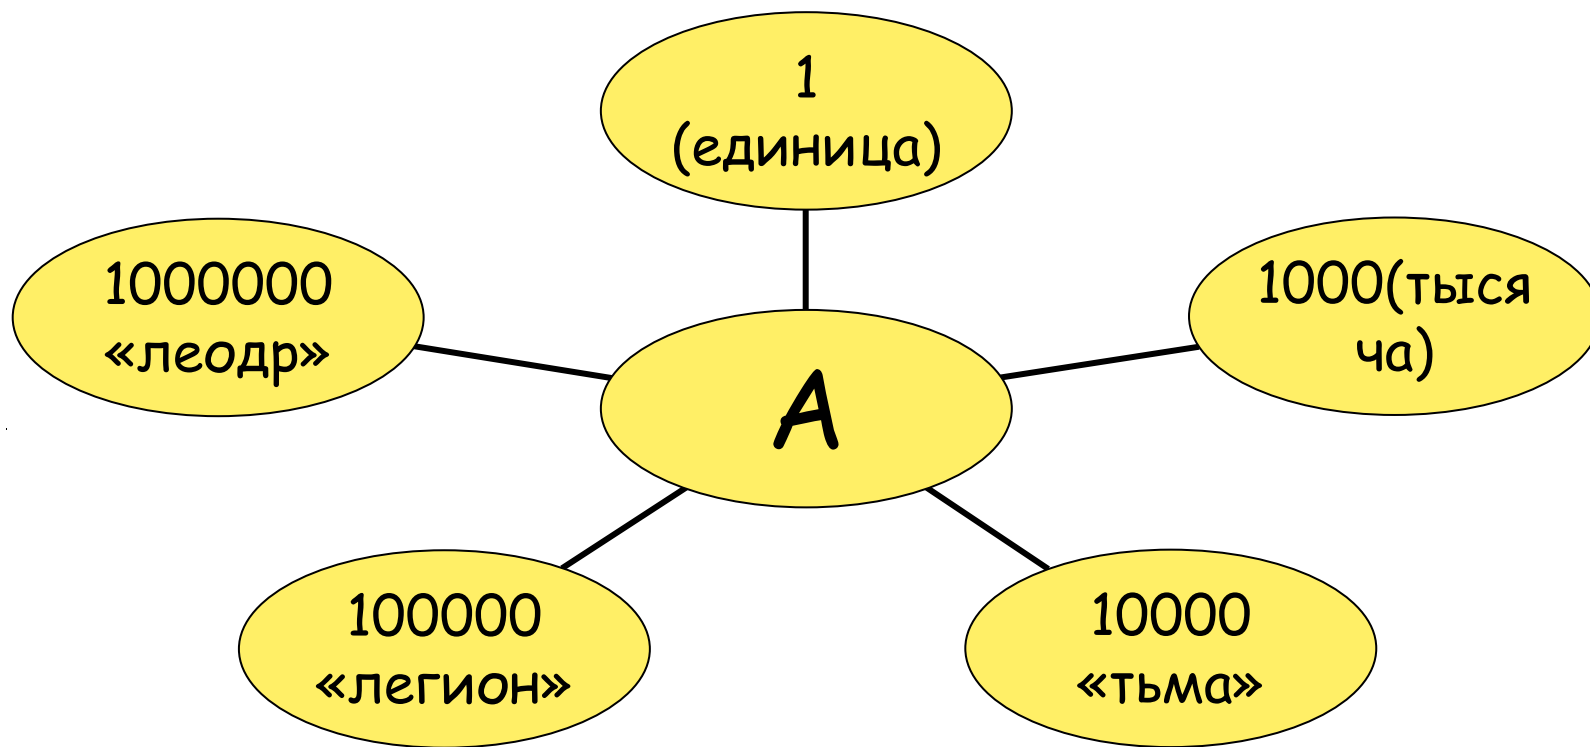 1
(единица)
1000000
«леодр»
1000(тыся
ча)
А
100000
«легион»
10000
«тьма»